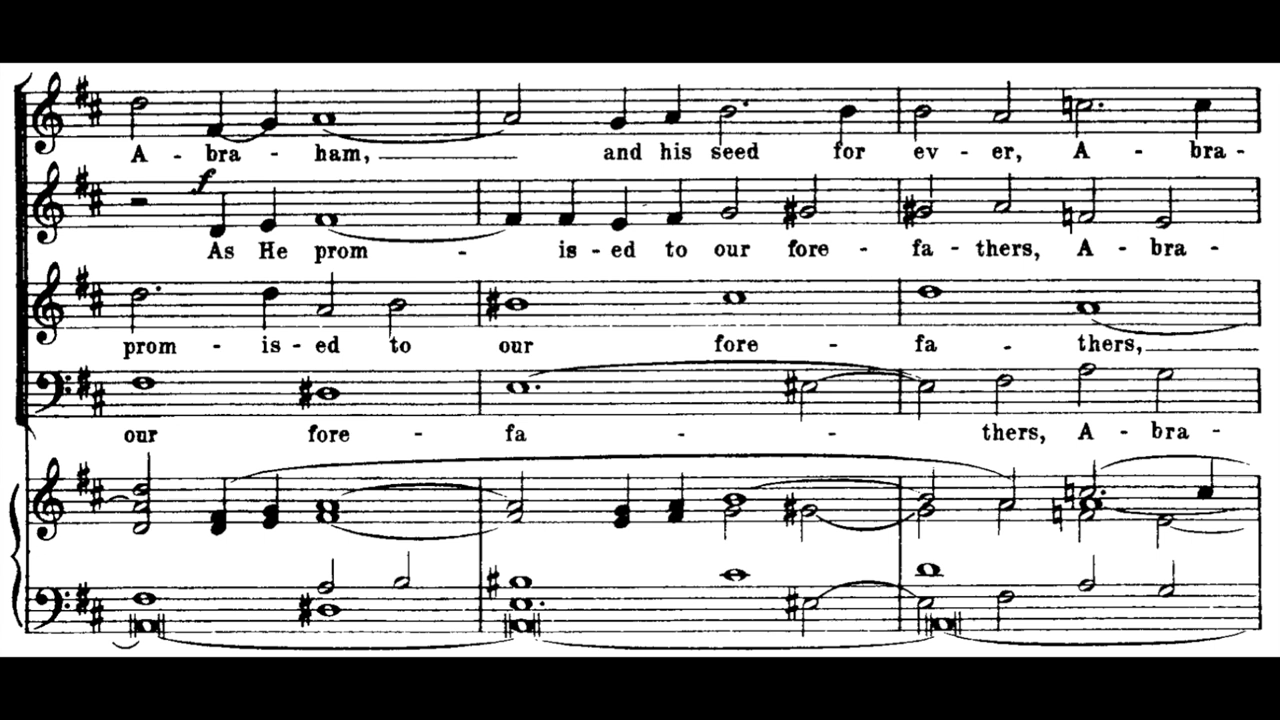 A - bra - ham, and his seed for ev - er, A - bra -
f
As He prom - is - ed to our fore - fa - thers, A - bra -
prom - is - ed to our fore - fa - thers,
our fore - fa - - - thers, A - bra -